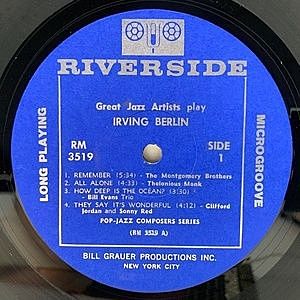 RIVERSIDE
Great Jazz Artists play
IRVING BERLIN
RM
3519
SIDE
1
LONG PLAYING
MICROGROOVE
1. REMEMBER (5:34) - The Montgomery Brothers
2. ALL ALONE (4:33) - Thelonious Monk
3. HOW DEEP IS THE OCEAN? (3:30)
- Bill Evans Trio
4. THEY SAY IT'S WONDERFUL (4:12) - Clifford
Jordan and Sonny Red
POP-JAZZ COMPOSERS SERIES
(RM 3519 A)
BILL GRAUER PRODUCTIONS INC.
NEW YORK CITY